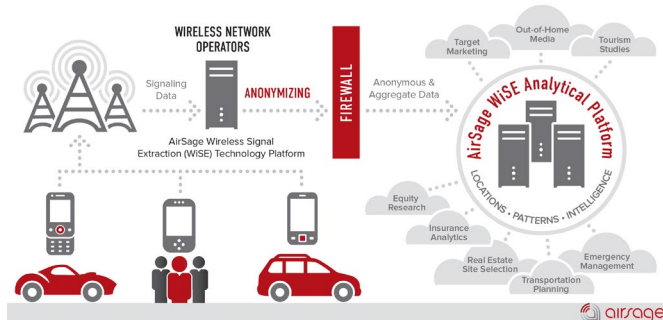 WIRELESS NETWORK
OPERATORS
Signaling
Data
ANONYMIZING
FIREWALL
Anonymous &
Aggregate Data
AirSage Wireless Signal
Extraction (WiSE) Technology Platform
Target
Marketing
Out-of-Home
Media
Tourism
Studies
AirSage WiSE Analytical Platform
LOCATIONS • PATTERNS • INTELLIGENCE
Equity
Research
Insurance
Analytics
Real Estate
Site Selection
Transportation
Planning
Emergency
Management
airsage